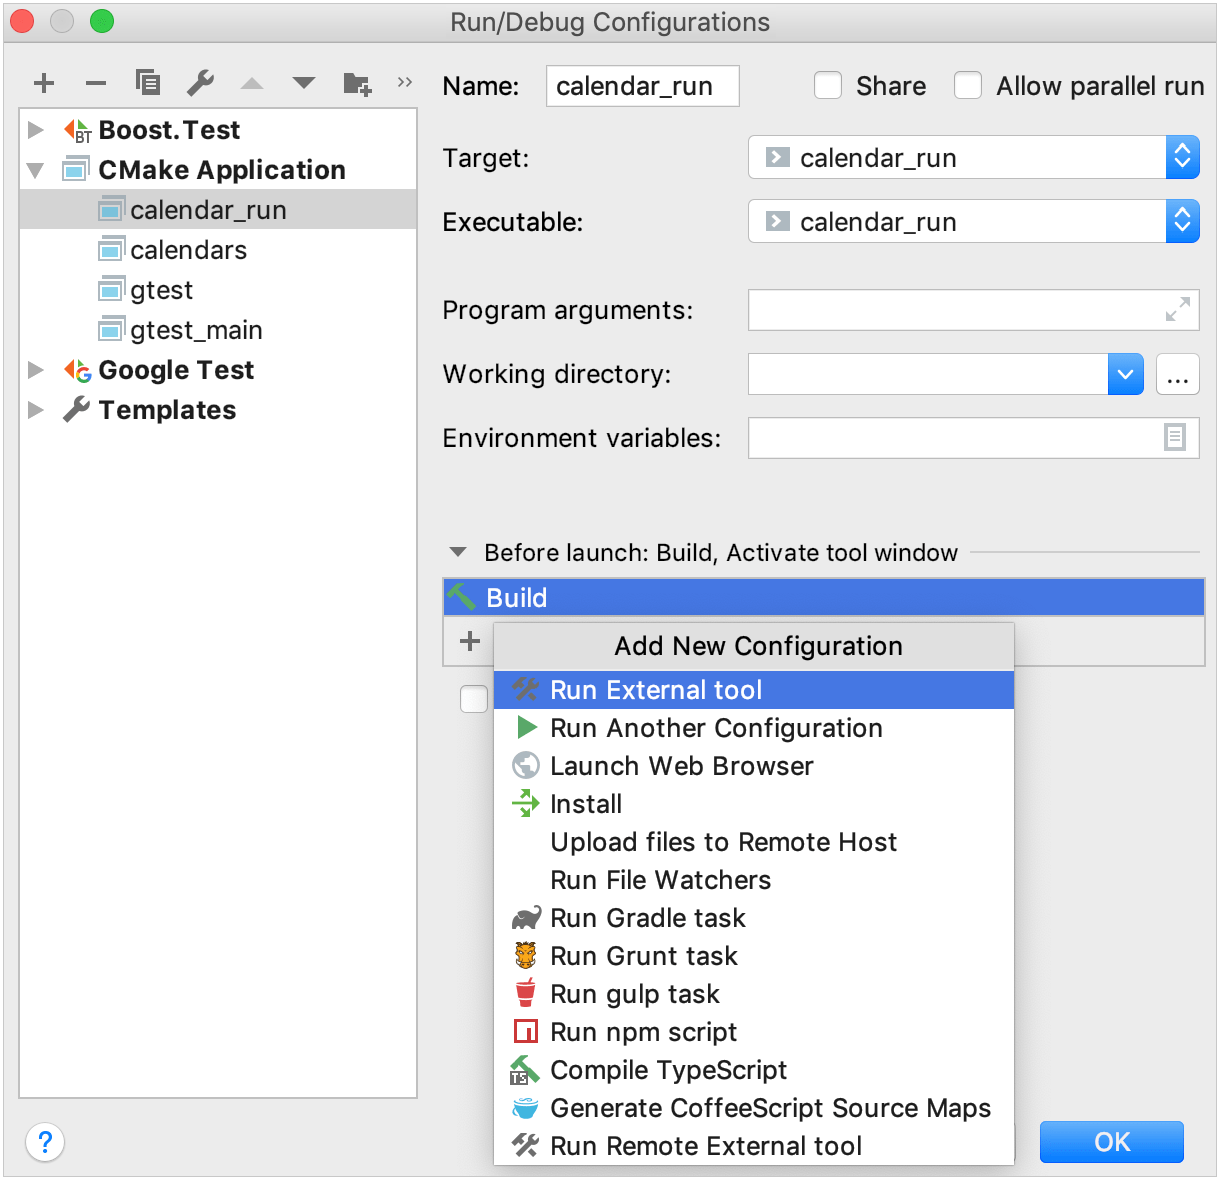 Run/Debug Configurations
Name: calendar_run Share Allow parallel run
Boost.Test
CMake Application
calendar_run
calendars
gtest
gtest_main
Google Test
Templates
Target: calendar_run
Executable: calendar_run
Program arguments:
Working directory: ...
Environment variables:
Before launch: Build, Activate tool window
Build
Add New Configuration
Run External tool
Run Another Configuration
Launch Web Browser
Install
Upload files to Remote Host
Run File Watchers
Run Gradle task
Run Grunt task
Run gulp task
Run npm script
Compile TypeScript
Generate CoffeeScript Source Maps
Run Remote External tool
? OK